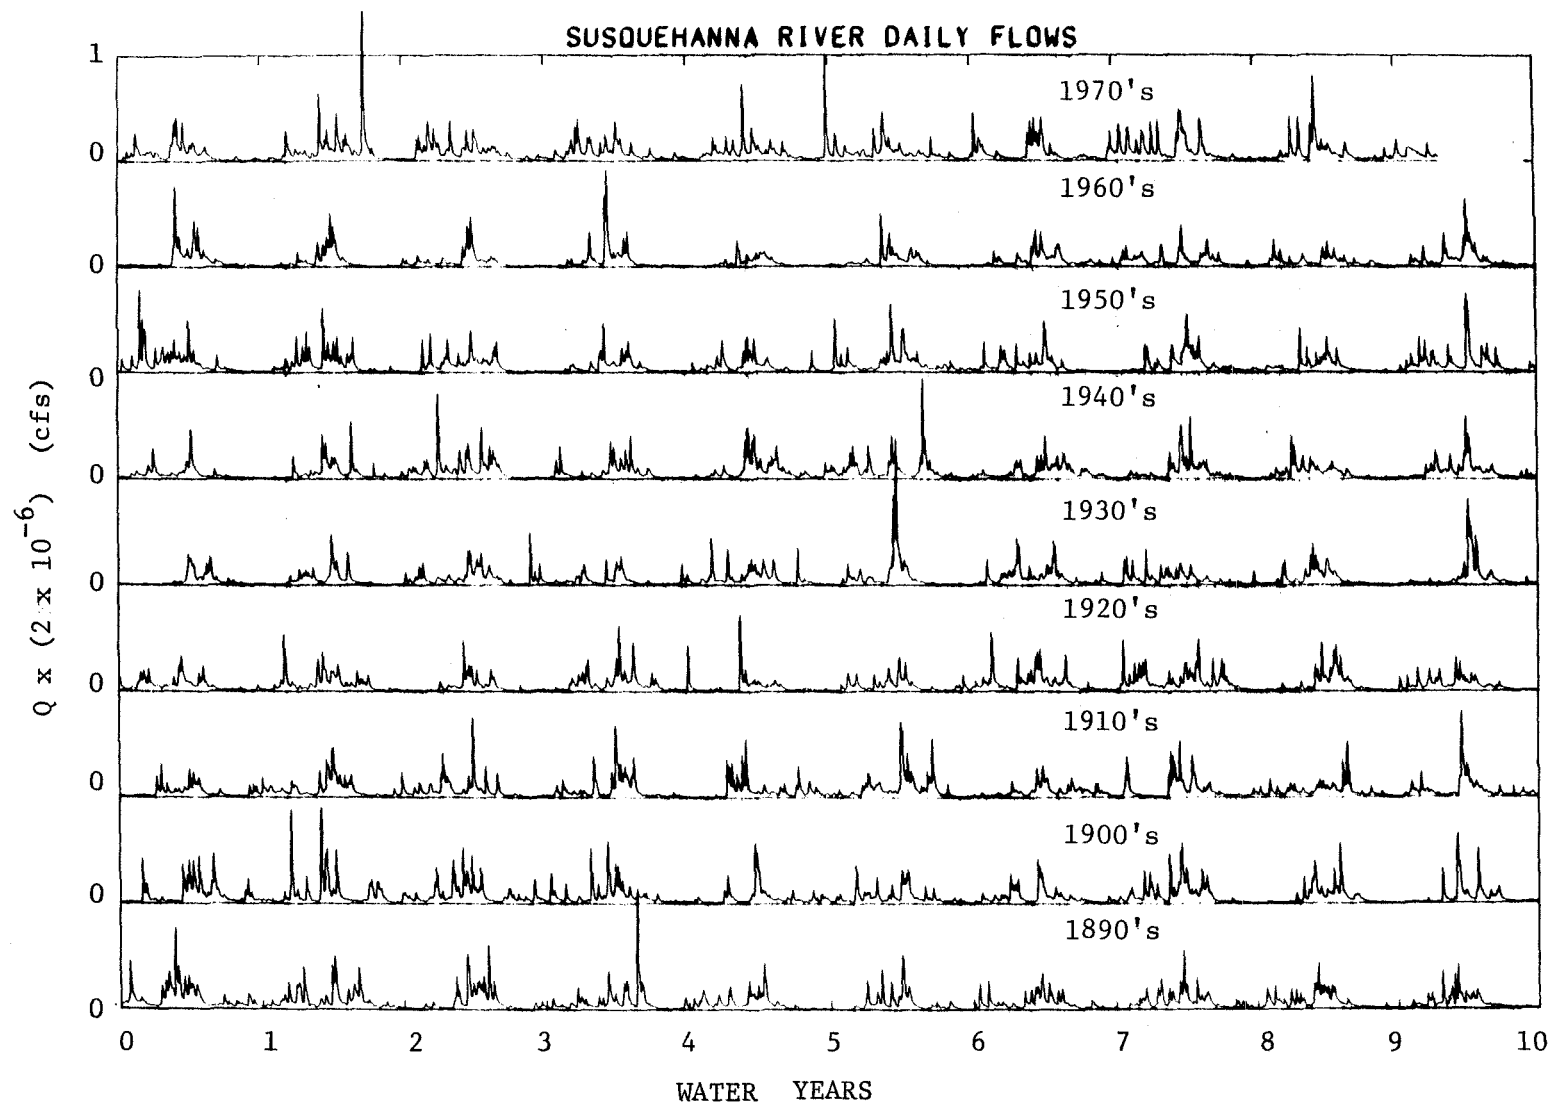 SUSQUEHANNA RIVER DAILY FLOWS
1
1970's
0
1960's
0
1950's
0
1940's
0
1930's
0
1920's
0
1910's
0
1900's
0
1890's
0
Q x (2 x 10⁻⁶) (cfs)
0 1 2 3 4 5 6 7 8 9 10
WATER YEARS